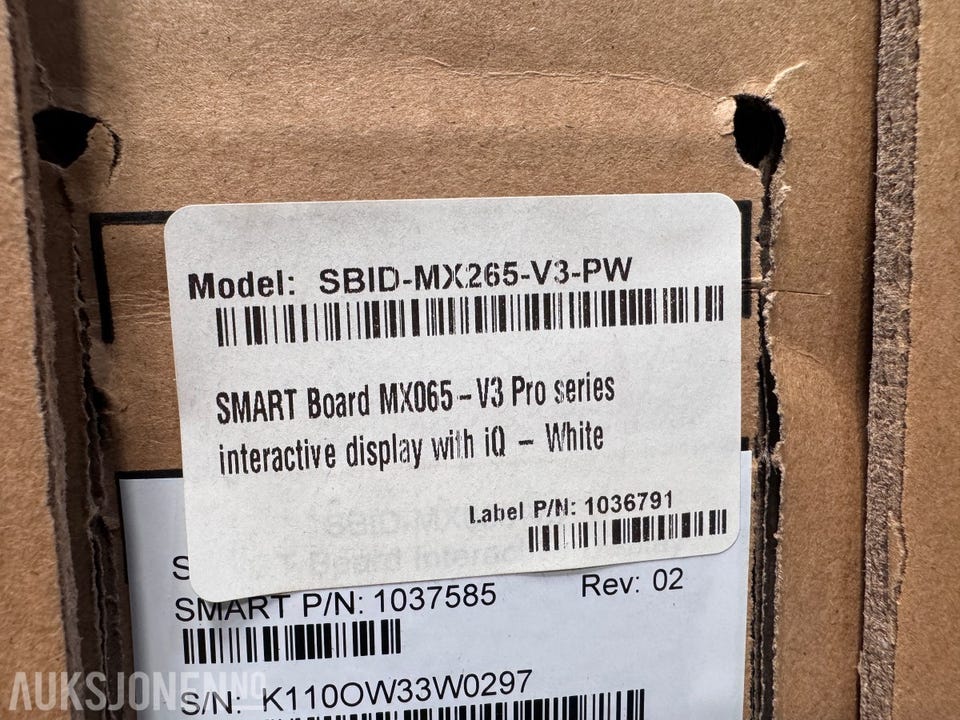 Model: SBID-MX265-V3-PW
SMART Board MX065-V3 Pro series
interactive display with iQ - White
Label P/N: 1036791
SMART P/N: 1037585
Rev: 02
S/N: K110OW33W0297
AUKSJONEN.NO